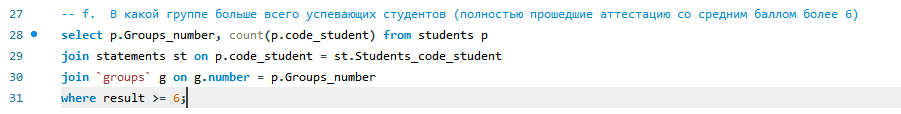 27 -- f. В какой группе больше всего успевающих студентов (полностью прошедшие аттестацию со средним баллом более 6)
28 select p.Groups_number, count(p.code_student) from students p
29 join statements st on p.code_student = st.Students_code_student
30 join `groups` g on g.number = p.Groups_number
31 where result >= 6;